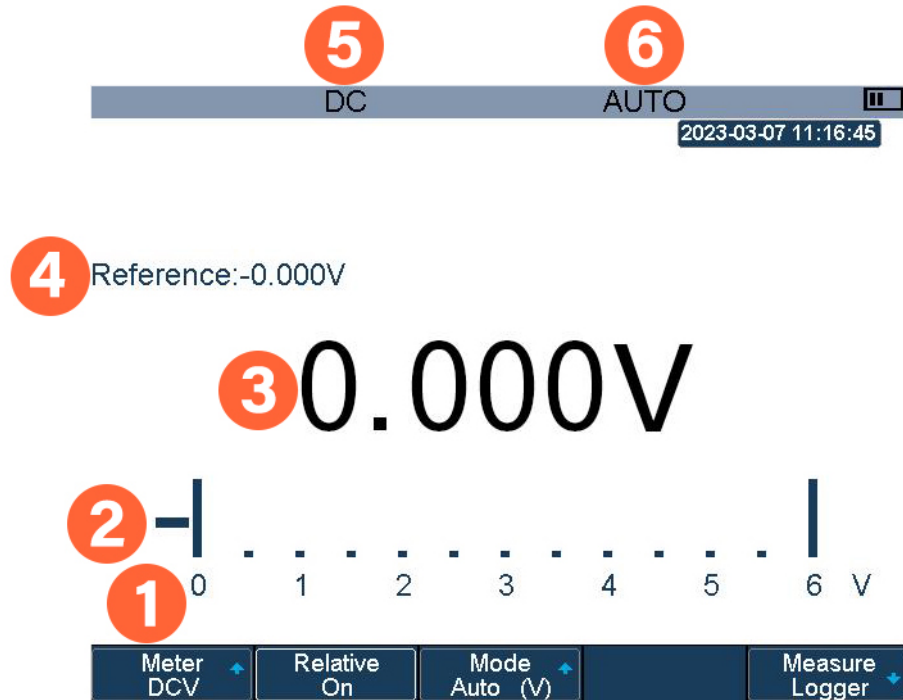 5 6
DC AUTO
2023-03-07 11:16:45
4 Reference:-0.000V
3 0.000V
2
0 1 2 3 4 5 6 V
1
Meter Relative Mode Measure
DCV On Auto (V) Logger